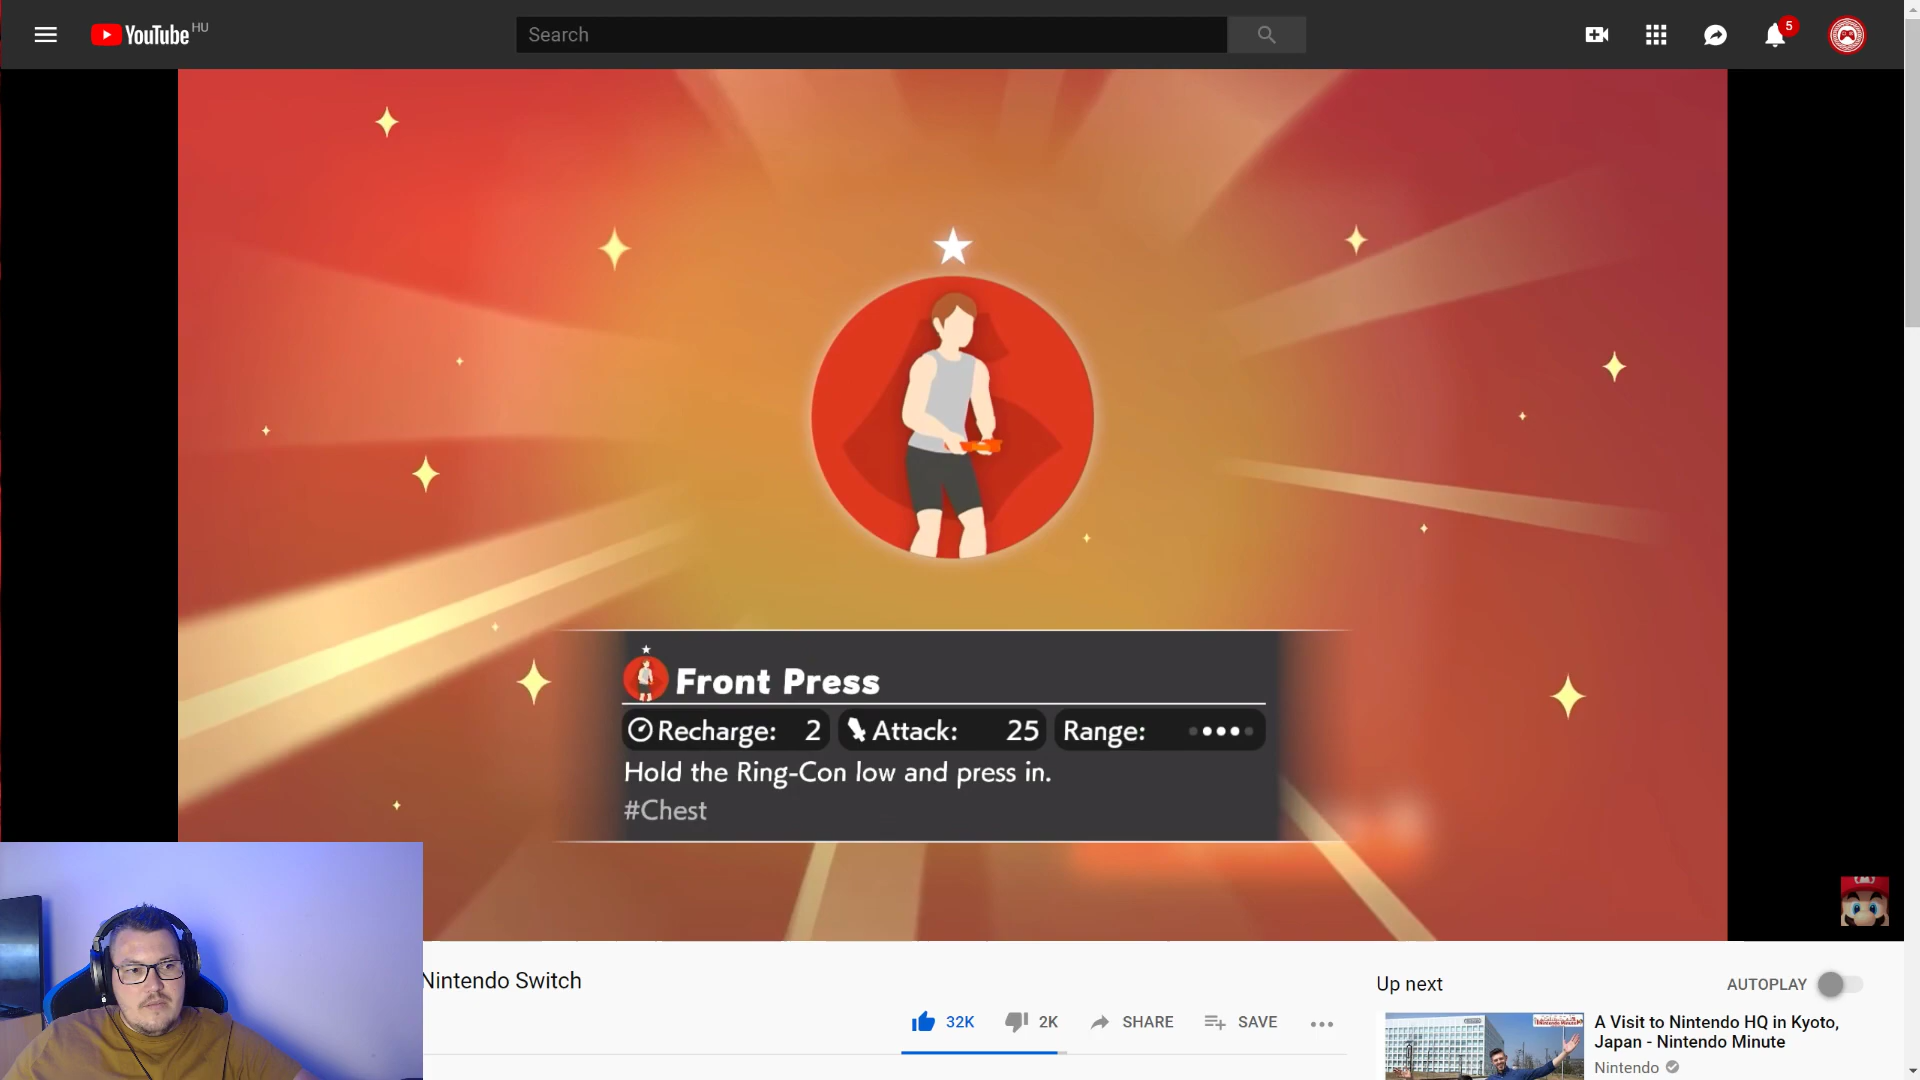 YouTube HU
Search
5
Front Press
Recharge: 2 Attack: 25 Range:
Hold the Ring-Con low and press in.
#Chest
Nintendo Switch
32K 2K SHARE SAVE
Up next AUTOPLAY
A Visit to Nintendo HQ in Kyoto,
Japan - Nintendo Minute
Nintendo